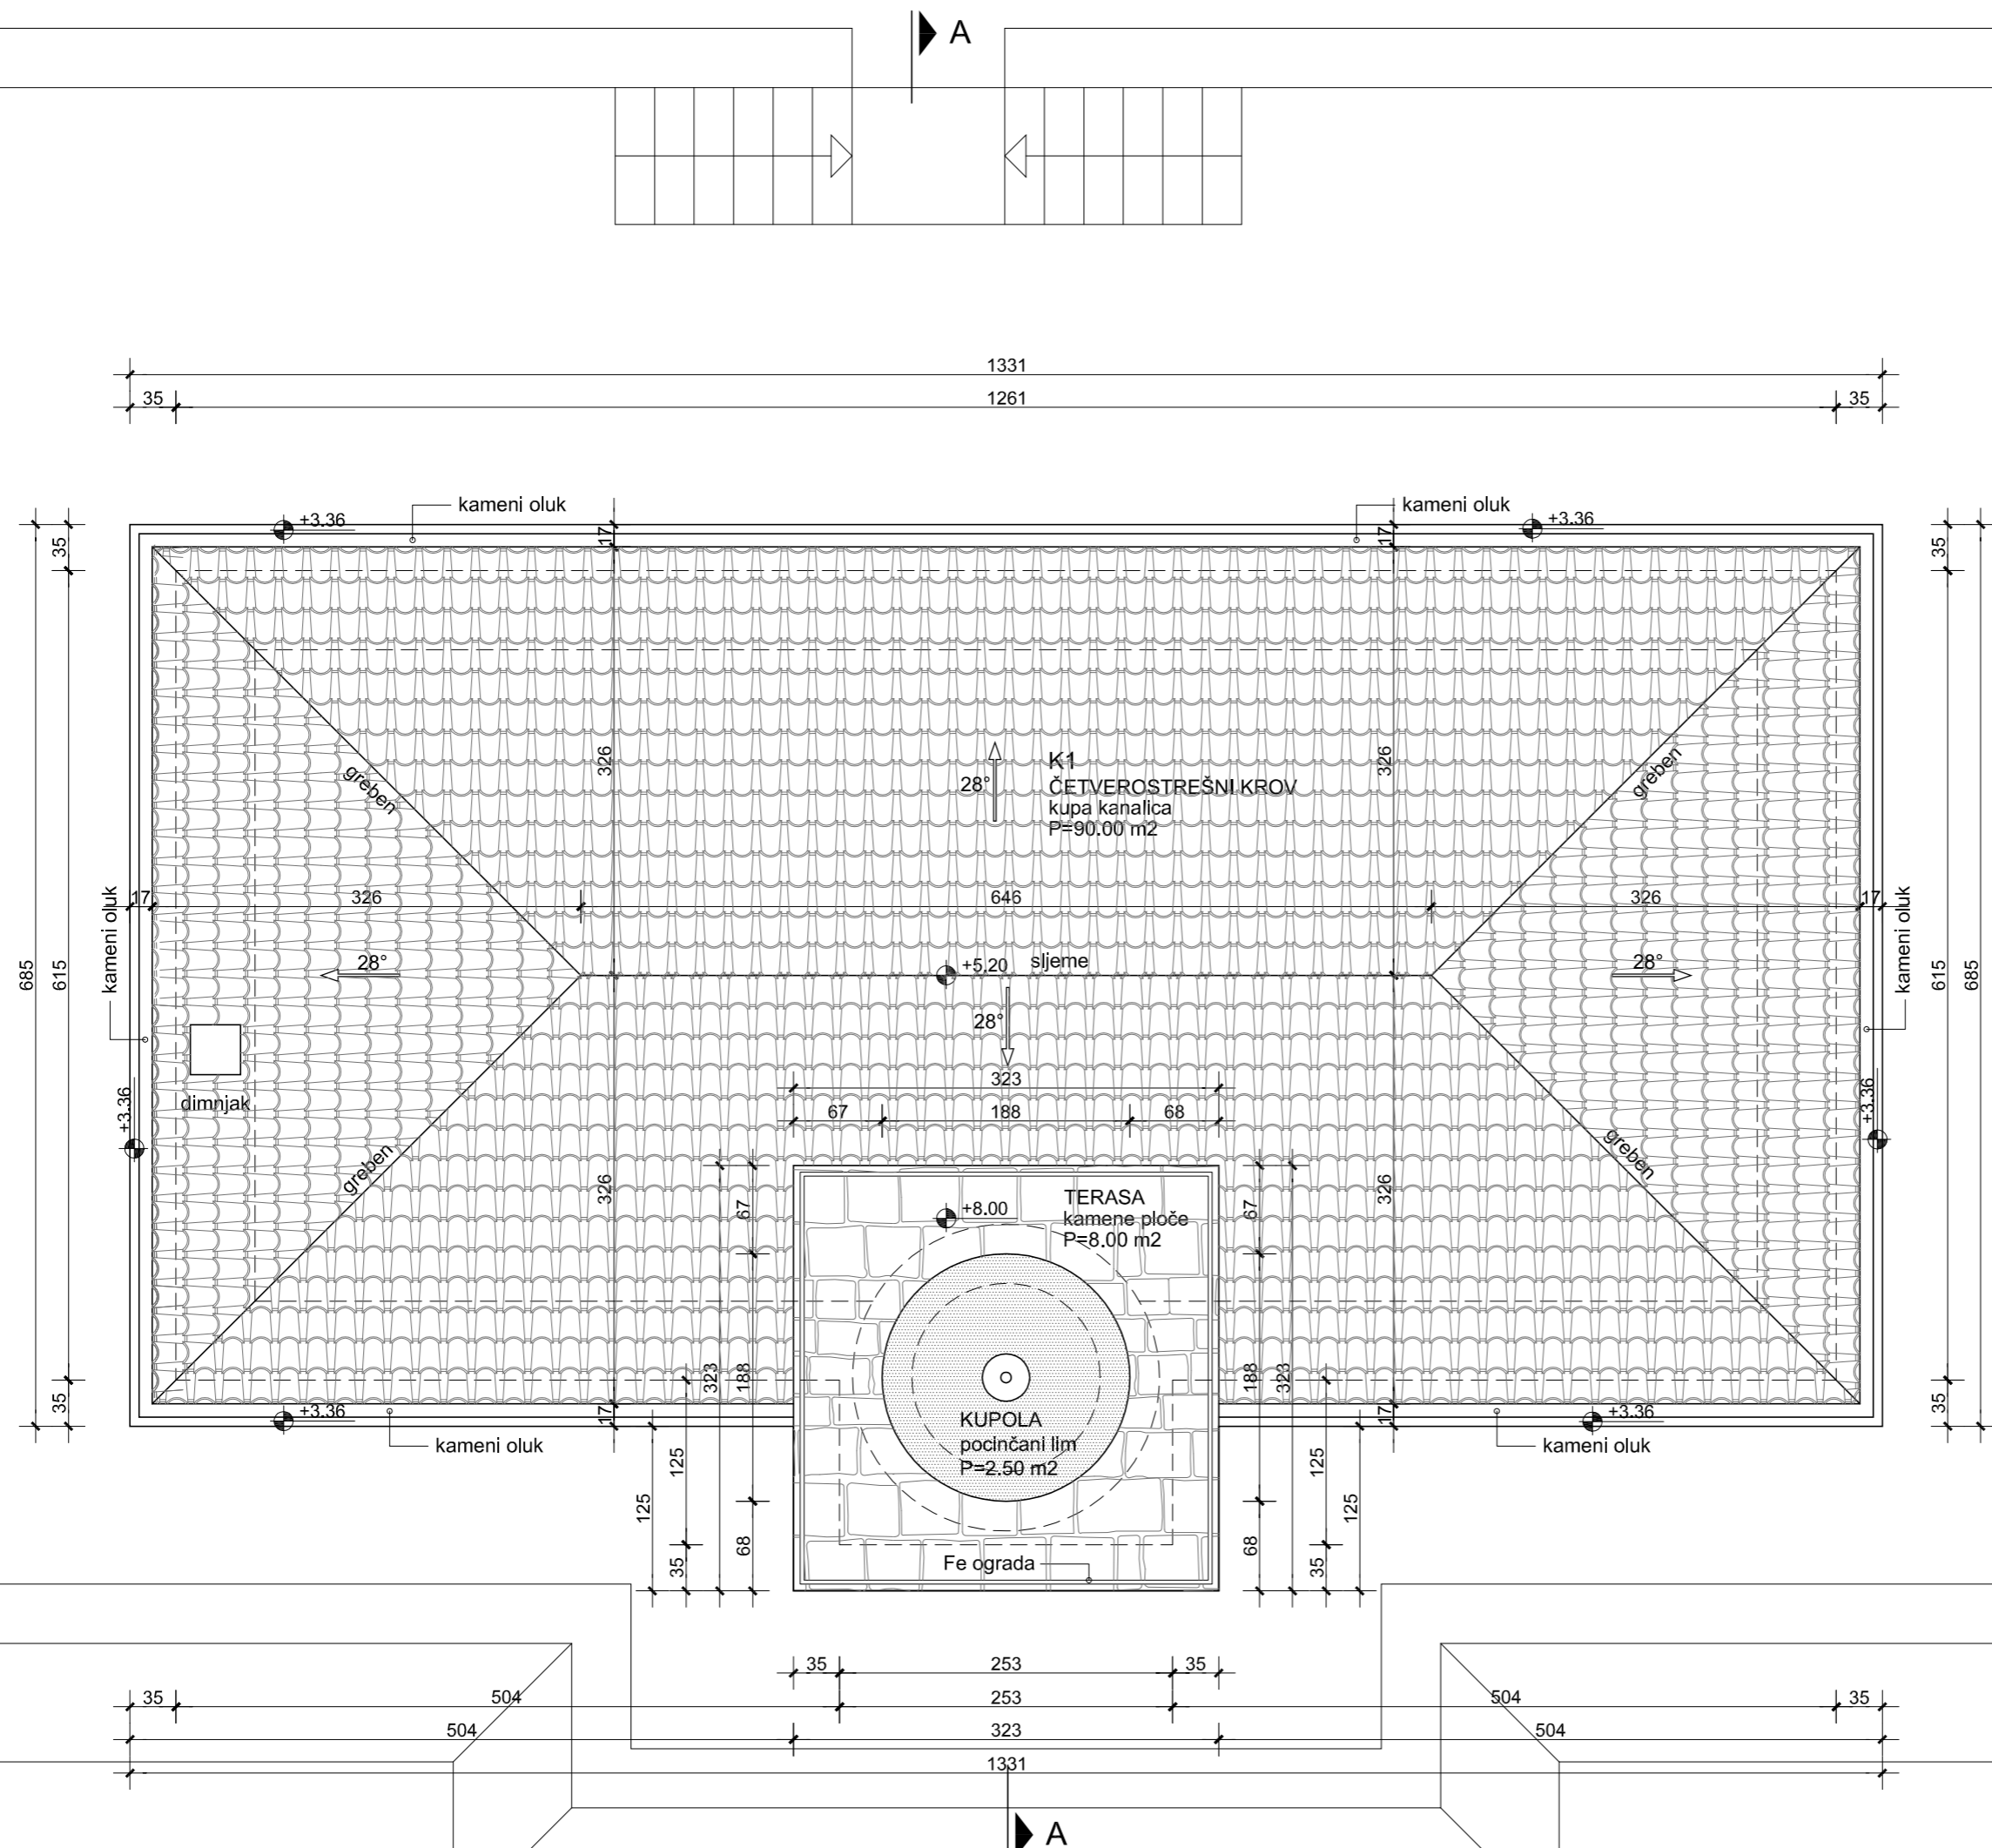 A
1331
35
1261
35
kameni oluk
kameni oluk
+3.36
+3.36
17
17
35
35
685
615
615
685
326
326
K1
ČETVEROSTREŠNI KROV
kupa kanalica
P=90.00 m2
28°
greben
greben
kameni oluk
kameni oluk
17
326
646
326
17
28°
+5.20
sljeme
28°
28°
323
67
188
68
dimnjak
+3.36
+3.36
greben
greben
326
326
67
67
TERASA
kamene ploče
P=8.00 m2
+8.00
323
188
188
323
35
35
+3.36
+3.36
17
17
kameni oluk
kameni oluk
KUPOLA
pocinčani lim
P=2.50 m2
125
125
125
125
35
68
68
35
Fe ograda
35
253
35
35
504
253
504
35
504
323
504
1331
A